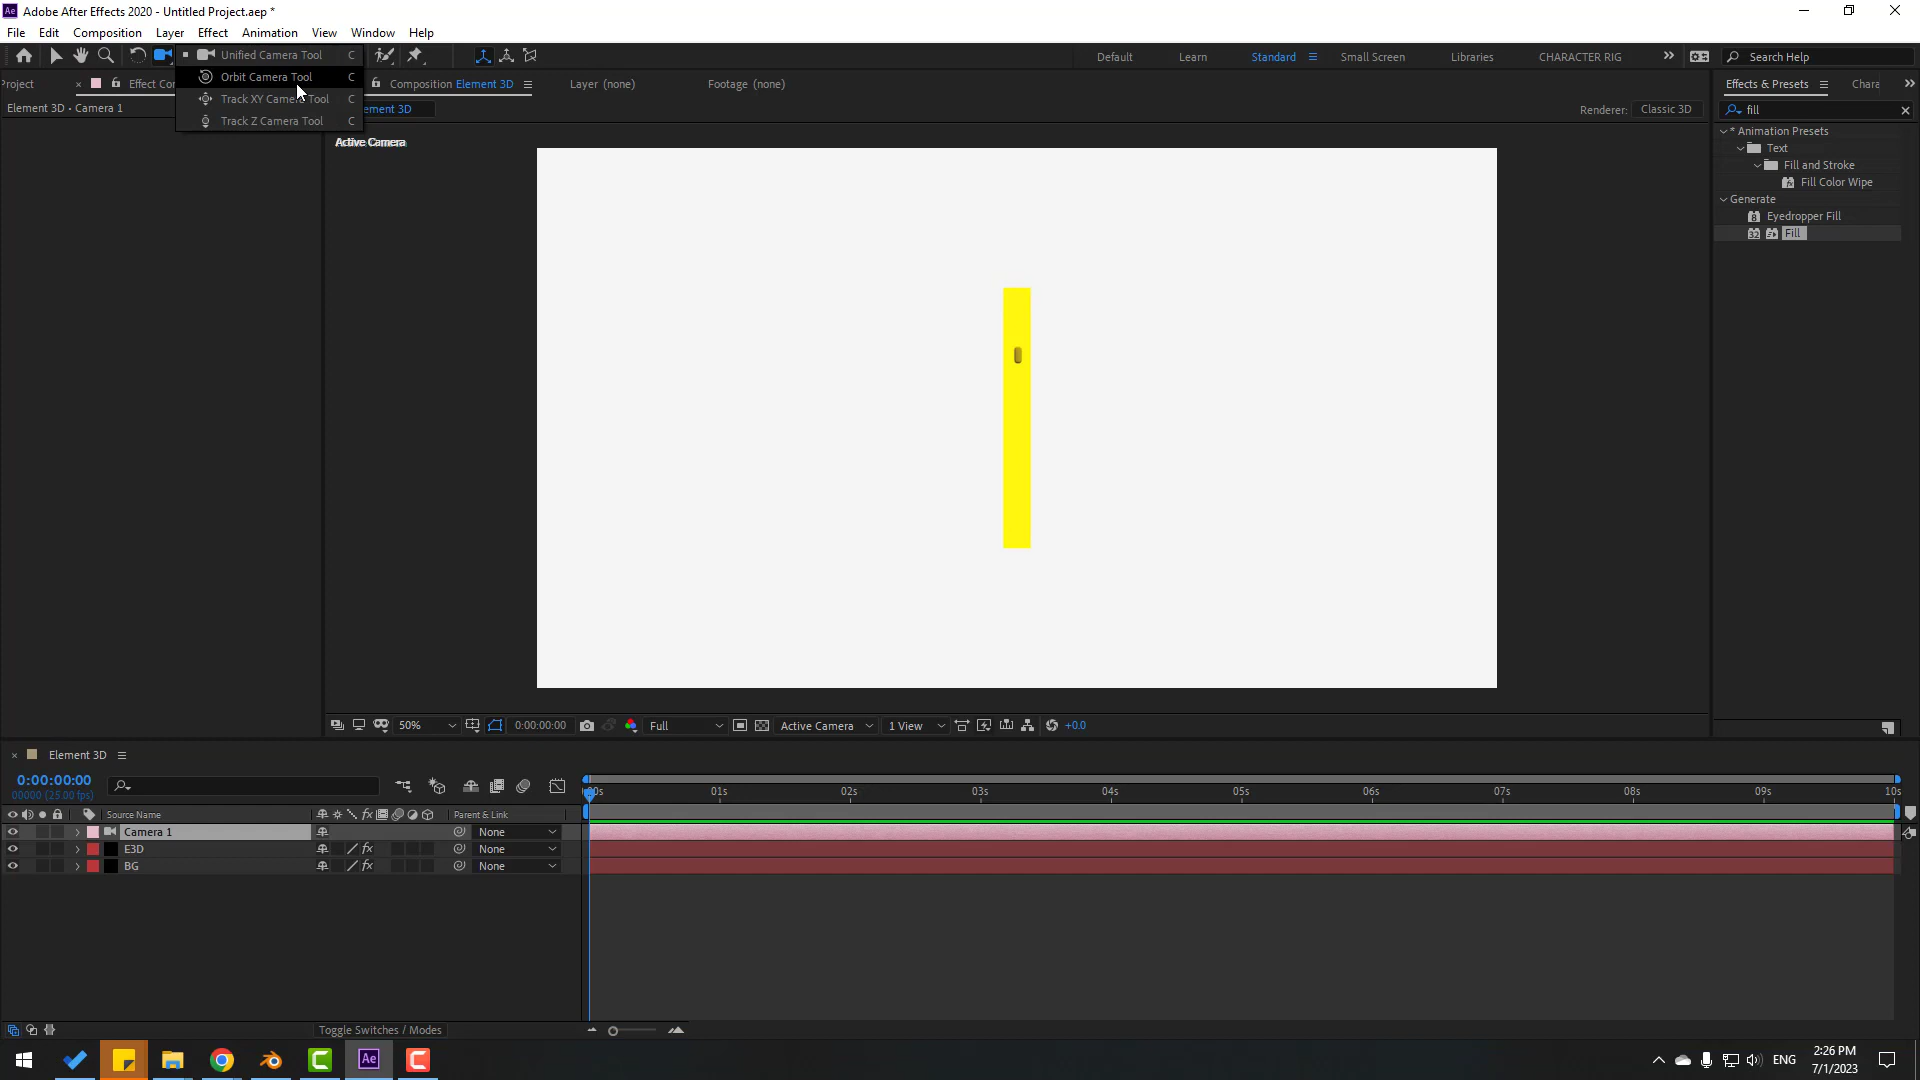 Adobe After Effects 2020 - Untitled Project.aep *
File Edit Composition Layer Effect Animation View Window Help
Unified Camera Tool C
Orbit Camera Tool C
Track XY Camera Tool C
Track Z Camera Tool C
Default Learn Standard Small Screen Libraries CHARACTER RIG Search Help
roject Effect Con Composition Element 3D Layer (none) Footage (none)
Element 3D • Camera 1
ement 3D
Renderer: Classic 3D
Active Camera
Effects & Presets Chara
fill
* Animation Presets
Text
Fill and Stroke
Fill Color Wipe
Generate
Eyedropper Fill
Fill
50% 0:00:00:00 Full Active Camera 1 View +0.0
Element 3D
0:00:00:00
00000 (25.00 fps)
Source Name Parent & Link
Camera 1 None
E3D None
BG None
00s 01s 02s 03s 04s 05s 06s 07s 08s 09s 10s
Toggle Switches / Modes
Ae
ENG
2:26 PM
7/1/2023